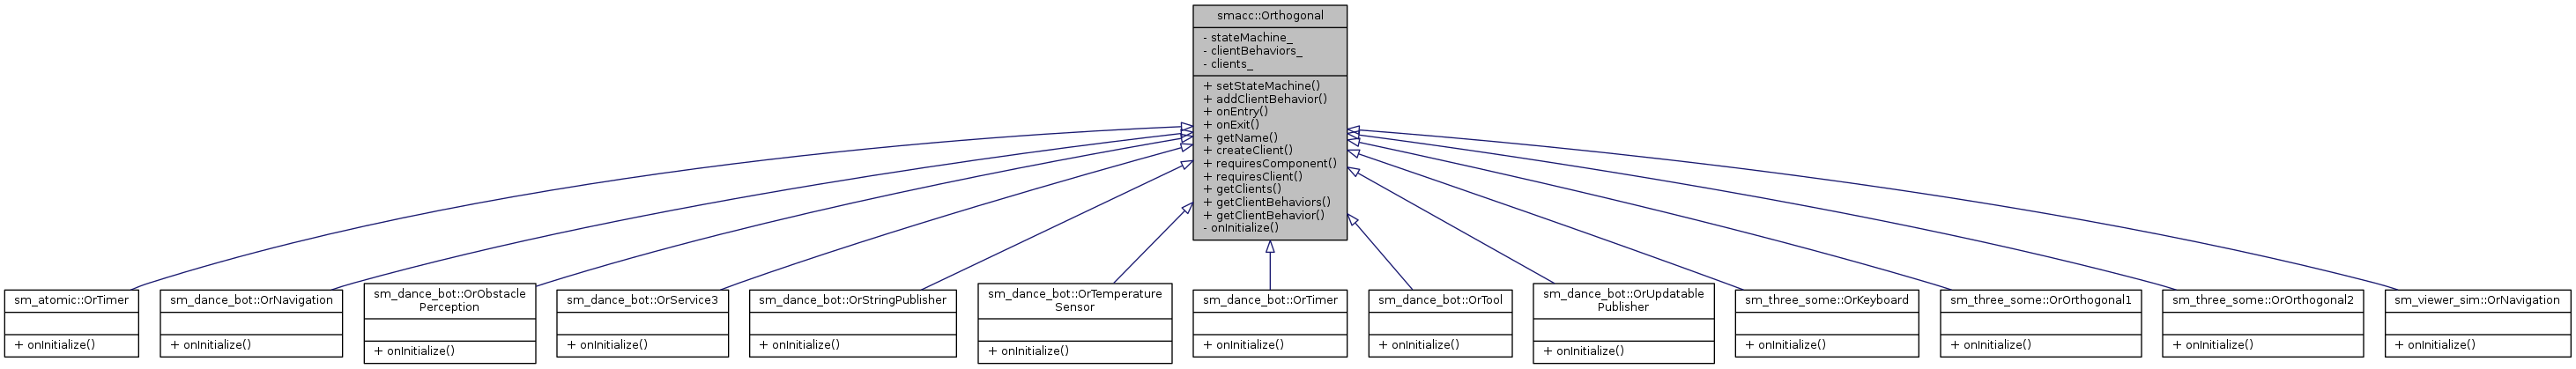 smacc::Orthogonal
- stateMachine_
- clientBehaviors_
- clients_
+ setStateMachine()
+ addClientBehavior()
+ onEntry()
+ onExit()
+ getName()
+ createClient()
+ requiresComponent()
+ requiresClient()
+ getClients()
+ getClientBehaviors()
+ getClientBehavior()
- onInitialize()
sm_atomic::OrTimer
+ onInitialize()
sm_dance_bot::OrNavigation
+ onInitialize()
sm_dance_bot::OrObstacle
Perception
+ onInitialize()
sm_dance_bot::OrService3
+ onInitialize()
sm_dance_bot::OrStringPublisher
+ onInitialize()
sm_dance_bot::OrTemperature
Sensor
+ onInitialize()
sm_dance_bot::OrTimer
+ onInitialize()
sm_dance_bot::OrTool
+ onInitialize()
sm_dance_bot::OrUpdatable
Publisher
+ onInitialize()
sm_three_some::OrKeyboard
+ onInitialize()
sm_three_some::OrOrthogonal1
+ onInitialize()
sm_three_some::OrOrthogonal2
+ onInitialize()
sm_viewer_sim::OrNavigation
+ onInitialize()